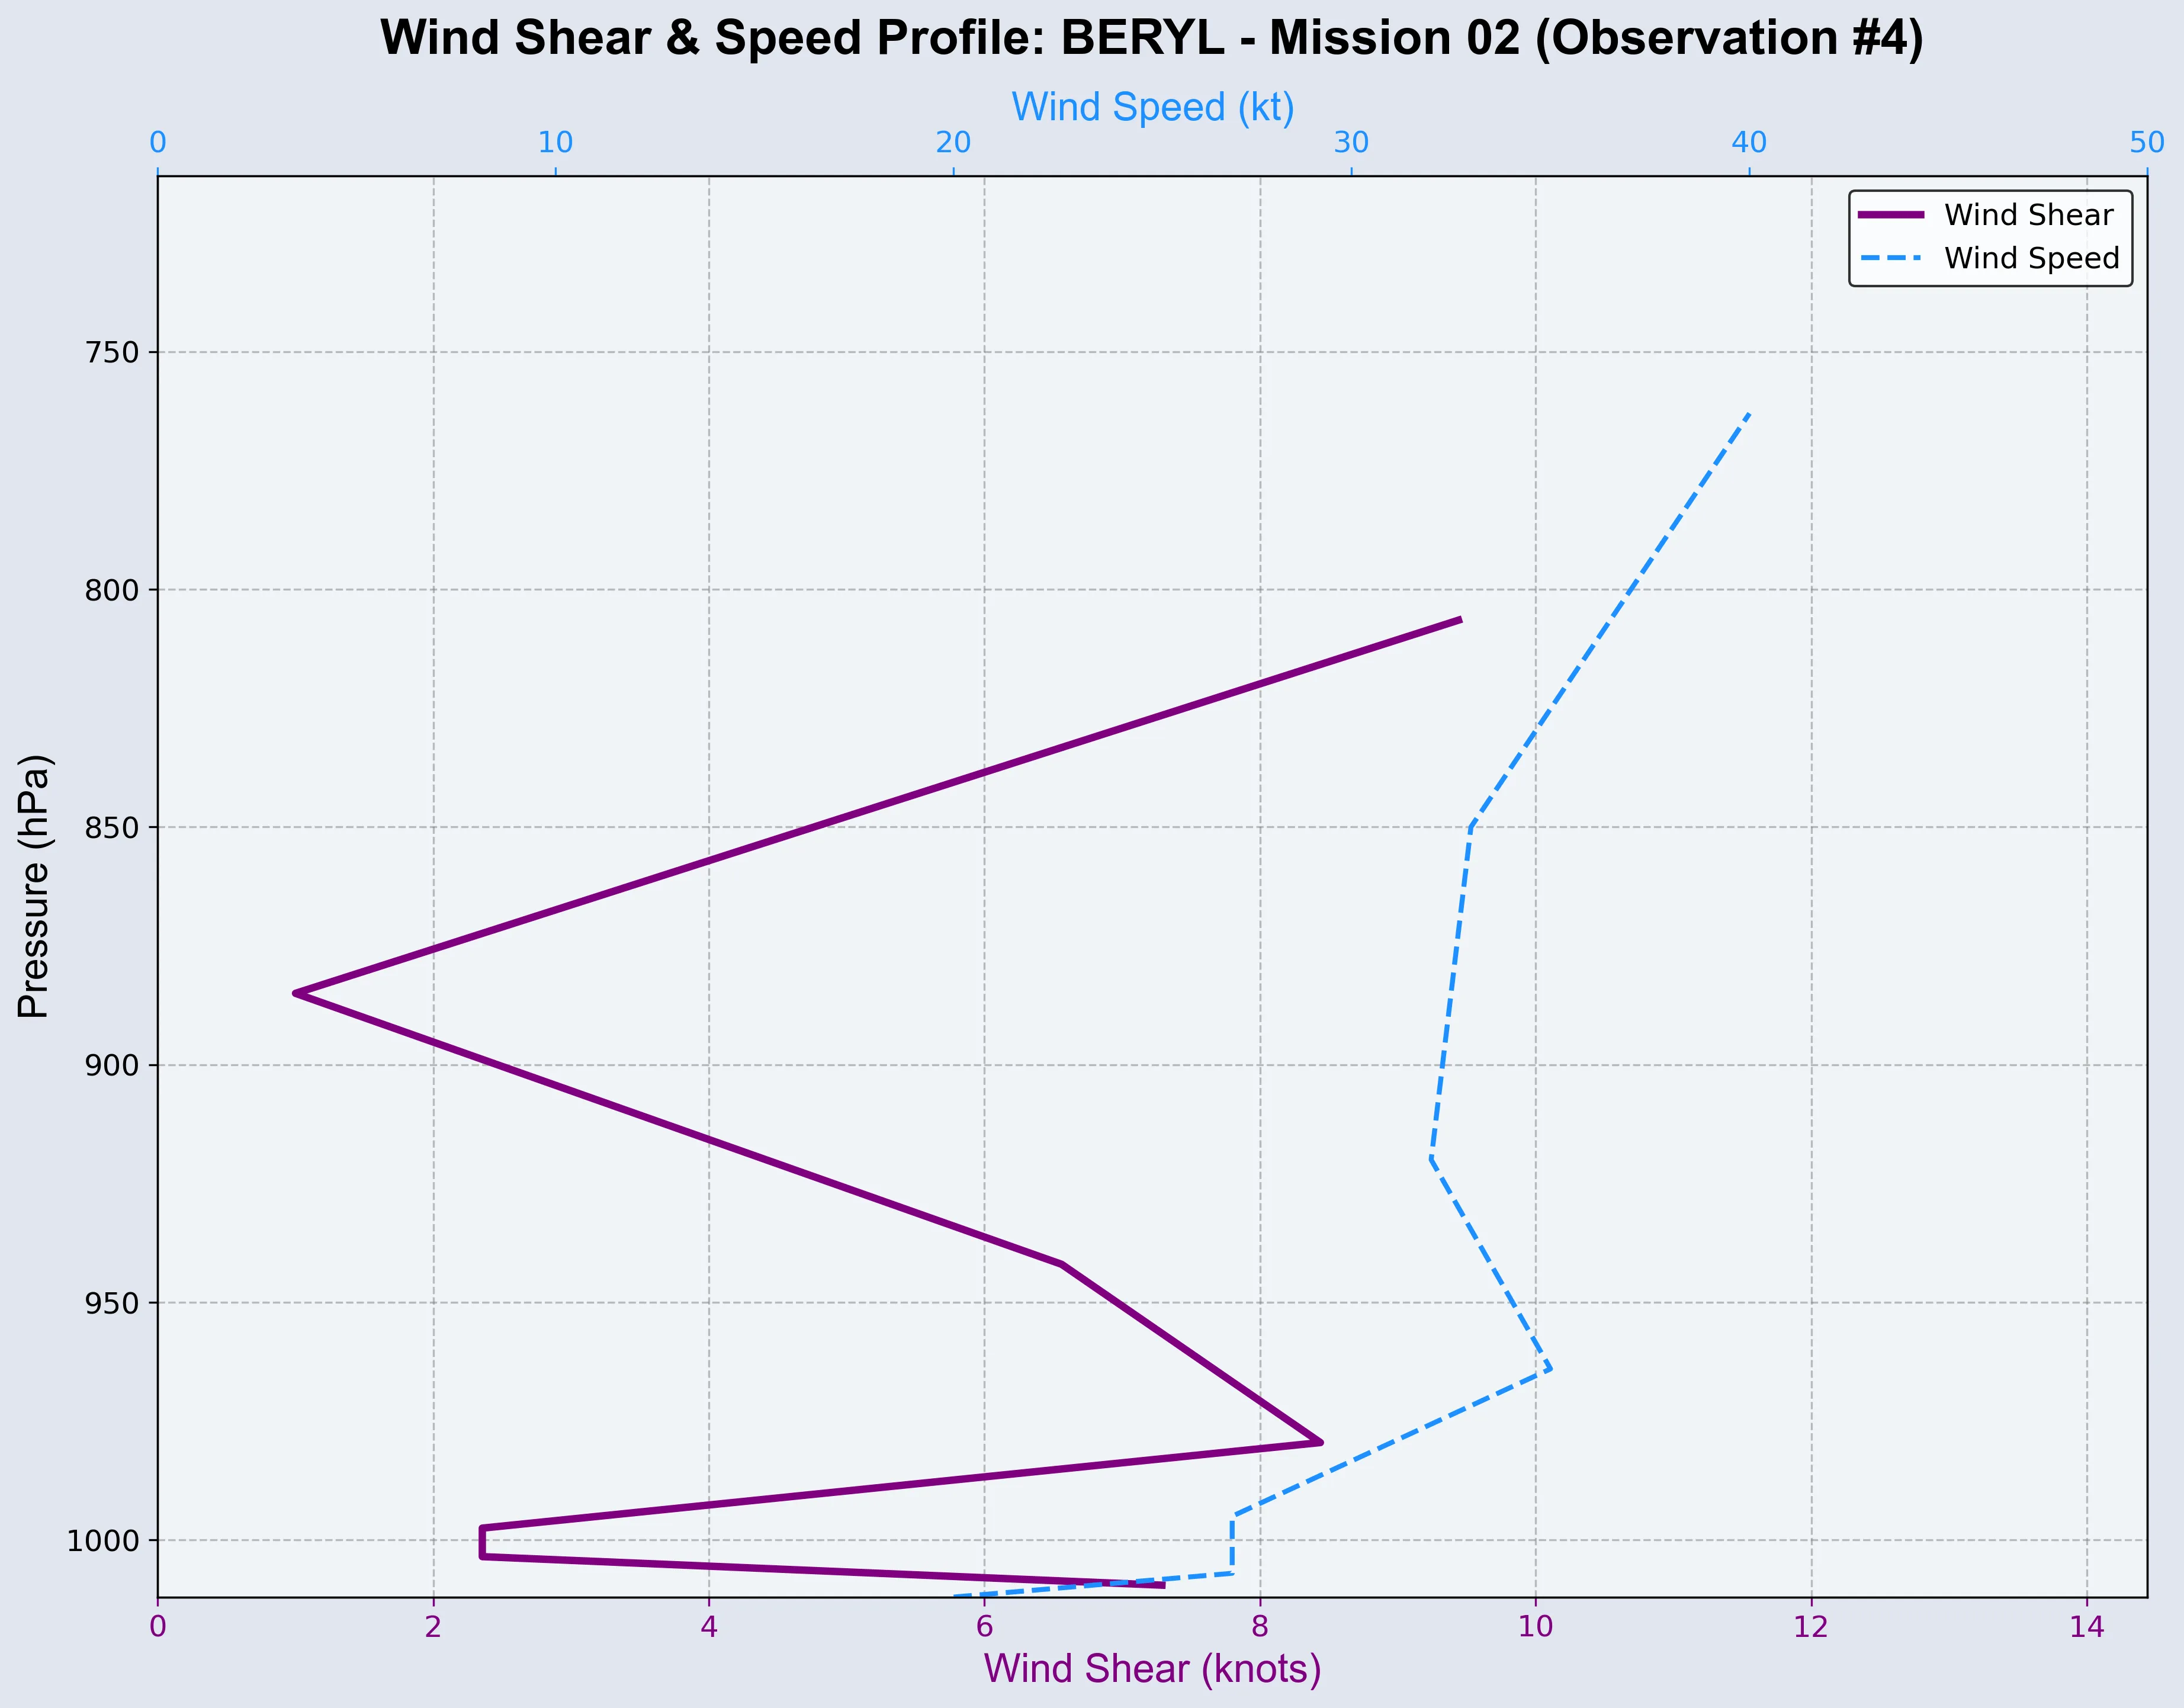 Wind Shear & Speed Profile: BERYL - Mission 02 (Observation #4)
Wind Speed (kt)
0 10 20 30 40 50
Wind Shear
Wind Speed
Pressure (hPa)
750
800
850
900
950
1000
0 2 4 6 8 10 12 14
Wind Shear (knots)